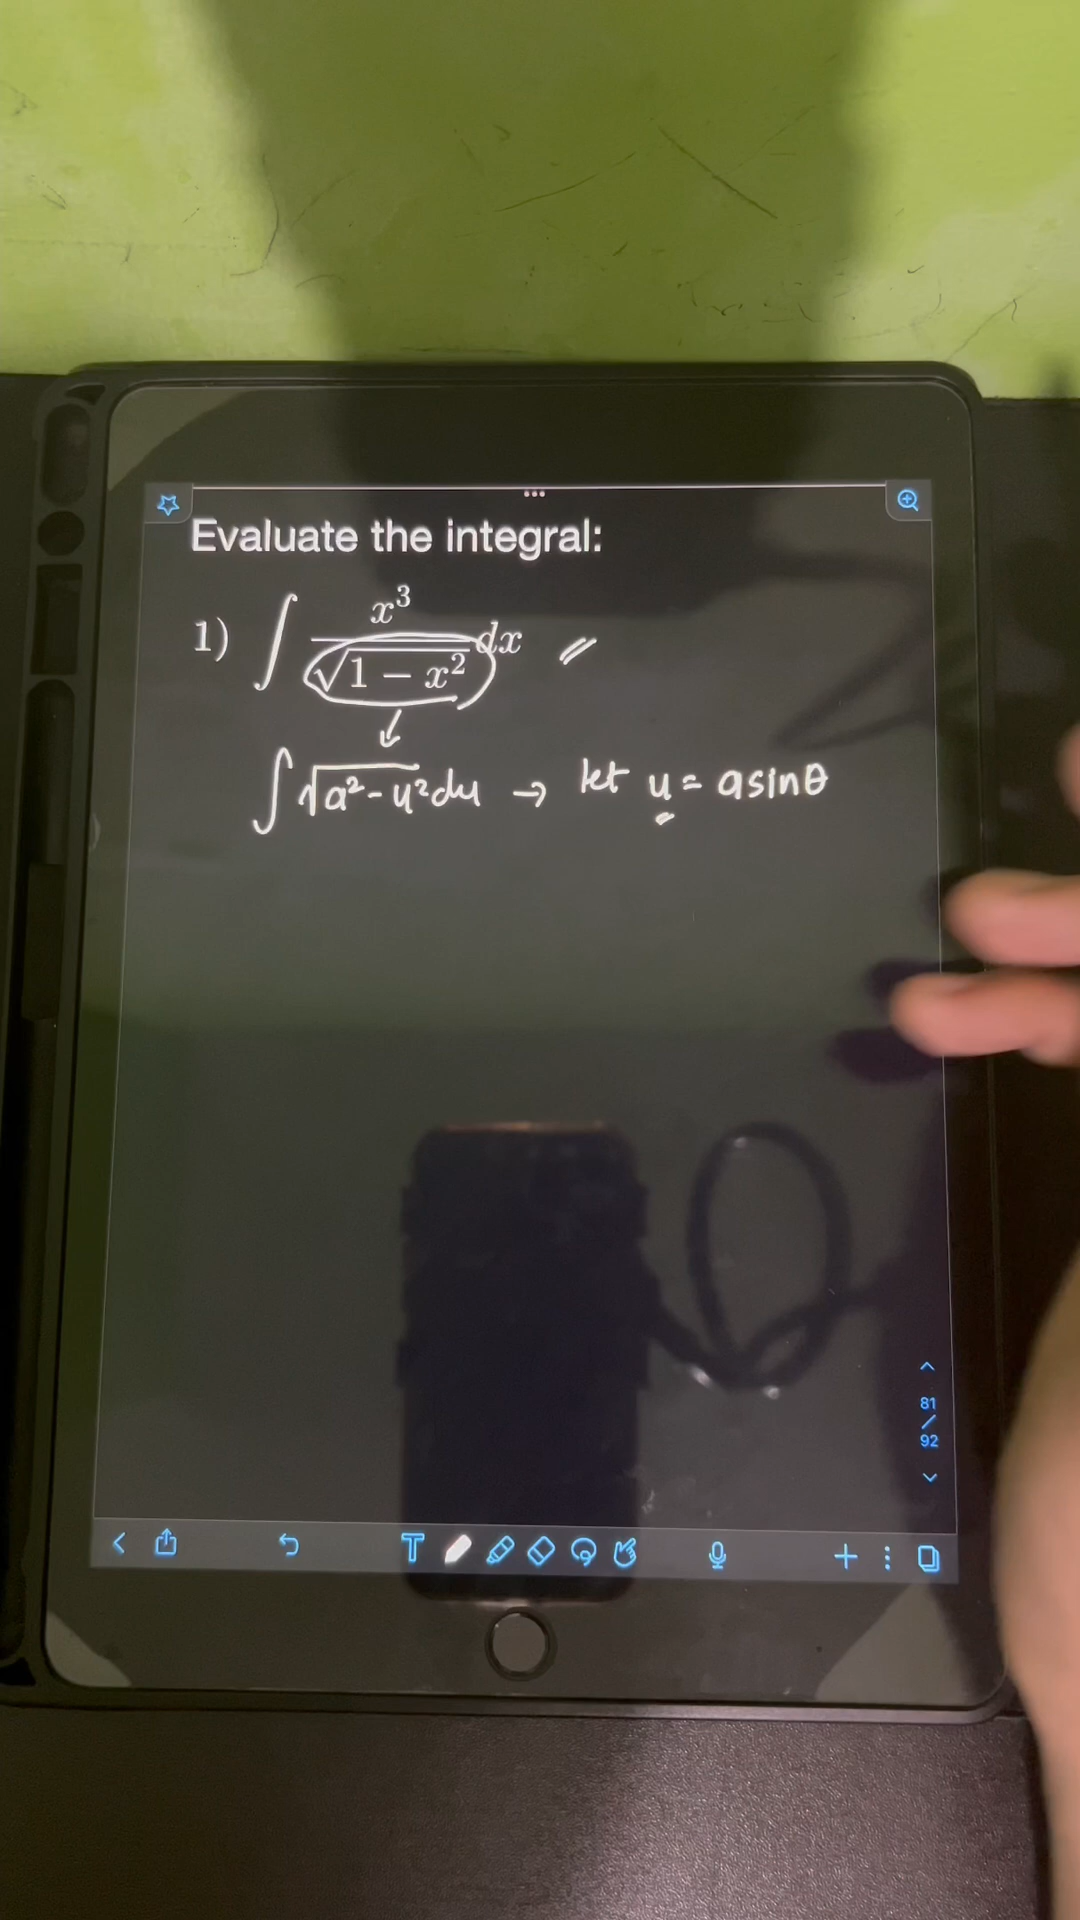 Evaluate the integral:
1) ∫ x³/√(1 − x²) dx
∫√(a²-u²) du → let u = a sinθ
81
/
92
T